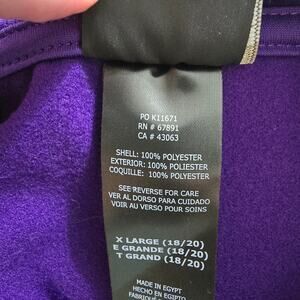 PO K11671
RN # 67891
CA # 43063
SHELL: 100% POLYESTER
EXTERIOR: 100% POLIESTER
COQUILLE: 100% POLYESTER
SEE REVERSE FOR CARE
VER AL DORSO PARA CUIDADO
VOIR AU VERSO POUR SOINS
X LARGE (18/20)
E GRANDE (18/20)
T GRAND (18/20)
MADE IN EGYPT
HECHO EN EGIPTO